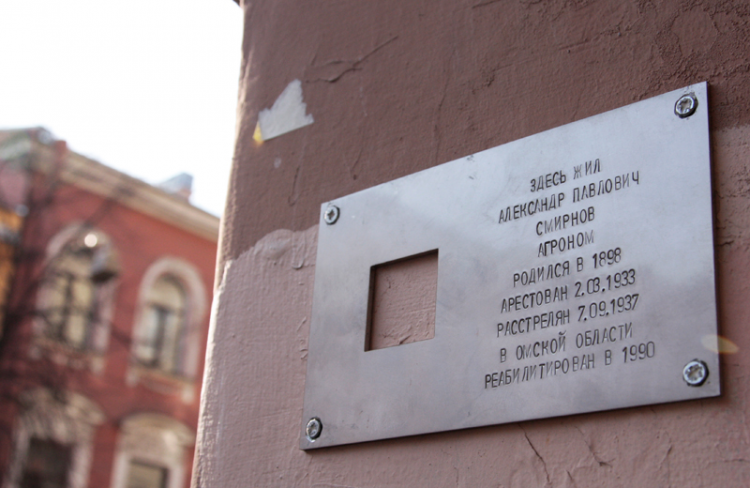 ЗДЕСЬ ЖИЛ
АЛЕКСАНДР ПАВЛОВИЧ
СМИРНОВ
АГРОНОМ
РОДИЛСЯ В 1898
АРЕСТОВАН 2.03.1933
РАССТРЕЛЯН 7.09.1937
В ОМСКОЙ ОБЛАСТИ
РЕАБИЛИТИРОВАН В 1990